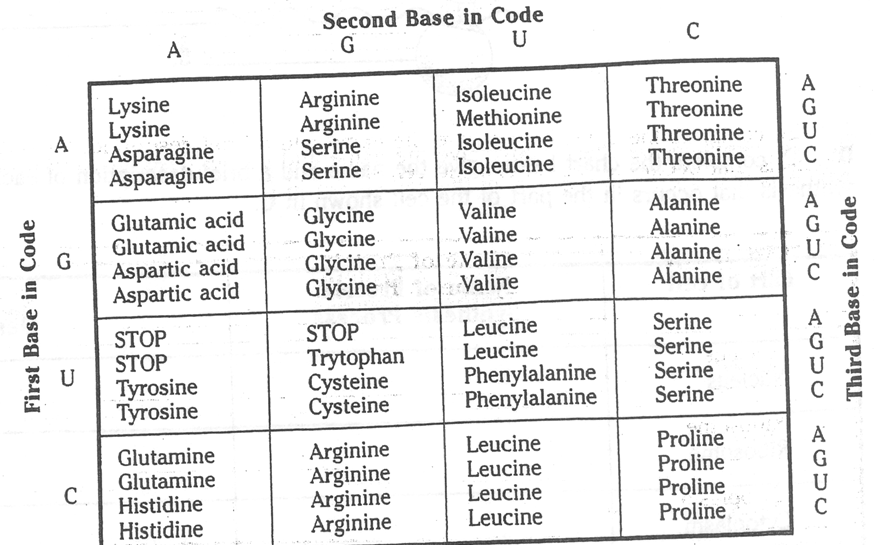 Second Base in Code
A G U C
Lysine Arginine Isoleucine Threonine A
Lysine Arginine Methionine Threonine G
A Asparagine Serine Isoleucine Threonine U
Asparagine Serine Isoleucine Threonine C
Glutamic acid Glycine Valine Alanine A
Glutamic acid Glycine Valine Alanine G
G Aspartic acid Glycine Valine Alanine U
Aspartic acid Glycine Valine Alanine C
First Base in Code
Third Base in Code
STOP STOP Leucine Serine A
STOP Trytophan Leucine Serine G
U Tyrosine Cysteine Phenylalanine Serine U
Tyrosine Cysteine Phenylalanine Serine C
Glutamine Arginine Leucine Proline A
Glutamine Arginine Leucine Proline G
C Histidine Arginine Leucine Proline U
Histidine Arginine Leucine Proline C